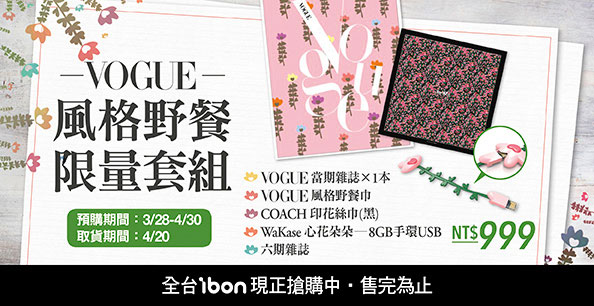 VOGUE
風格野餐
限量套組
預購期間：3/28-4/30
取貨期間：4/20
VOGUE
VOGUE 當期雜誌×1本
VOGUE 風格野餐巾
COACH 印花絲巾(黑)
WaKase 心花朵朵—8GB手環USB
六期雜誌
NT$999
全台ibon 現正搶購中・售完為止